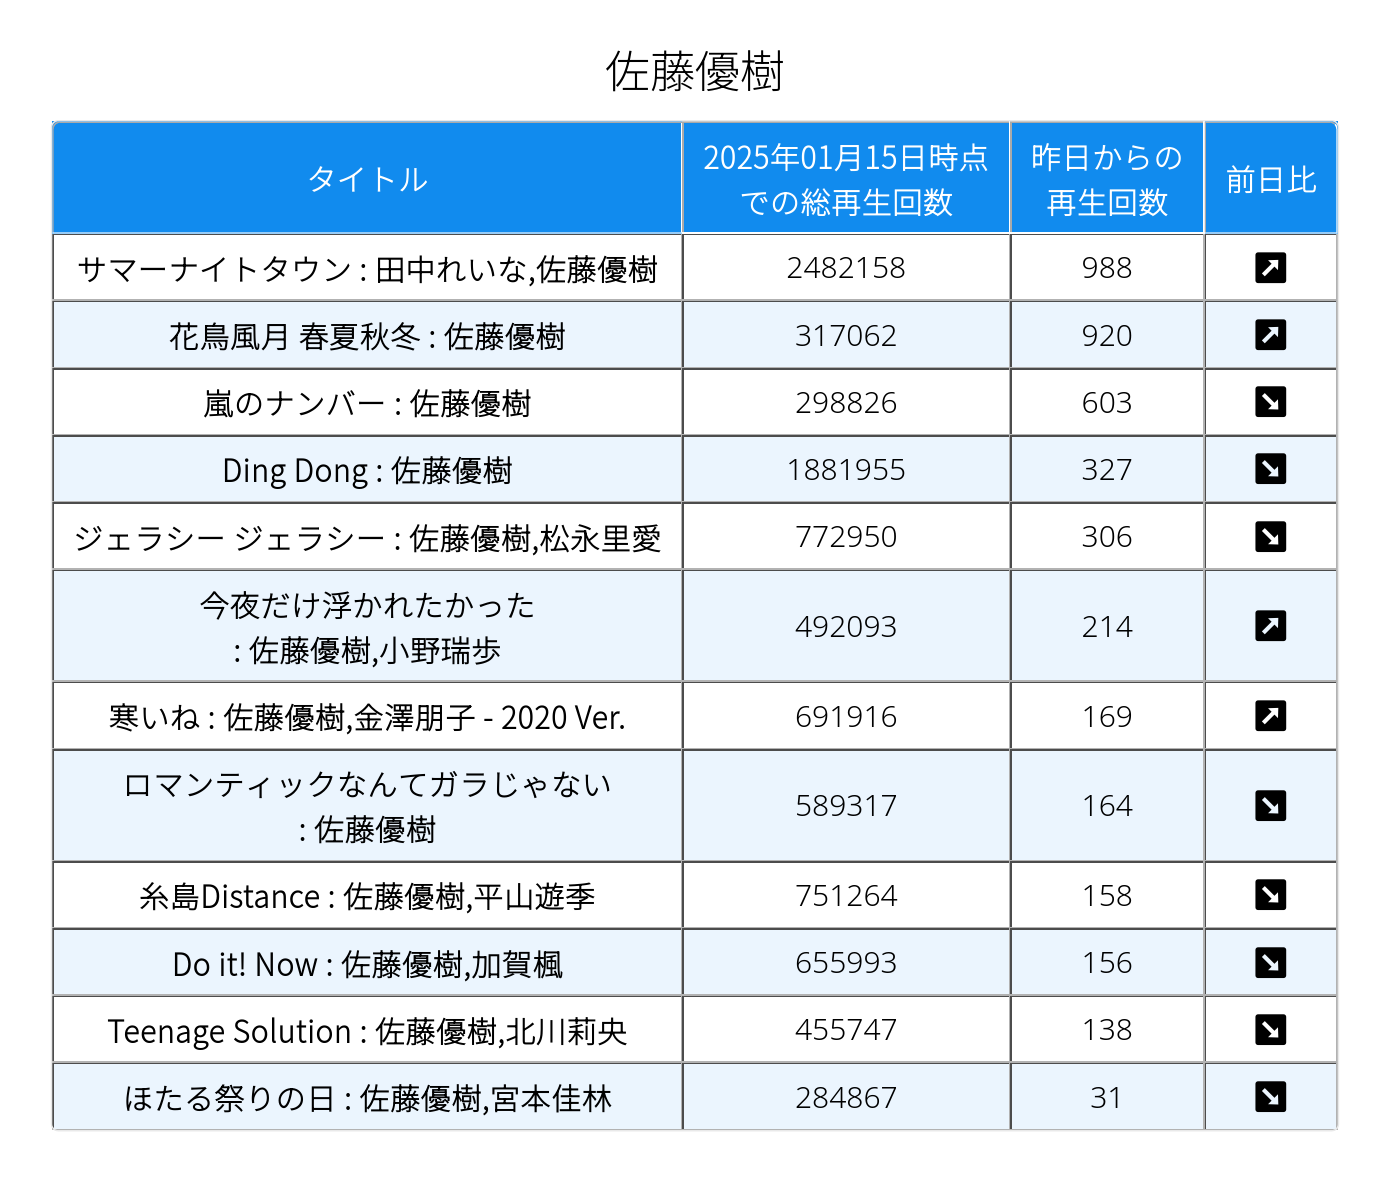 佐藤優樹
タイトル
2025年01月15日時点
での総再生回数
昨日からの
再生回数
前日比
サマーナイトタウン : 田中れいな,佐藤優樹 2482158 988
花鳥風月 春夏秋冬 : 佐藤優樹 317062 920
嵐のナンバー : 佐藤優樹 298826 603
Ding Dong : 佐藤優樹 1881955 327
ジェラシー ジェラシー : 佐藤優樹,松永里愛 772950 306
今夜だけ浮かれたかった
: 佐藤優樹,小野瑞歩 492093 214
寒いね : 佐藤優樹,金澤朋子 - 2020 Ver. 691916 169
ロマンティックなんてガラじゃない
: 佐藤優樹 589317 164
糸島Distance : 佐藤優樹,平山遊季 751264 158
Do it! Now : 佐藤優樹,加賀楓 655993 156
Teenage Solution : 佐藤優樹,北川莉央 455747 138
ほたる祭りの日 : 佐藤優樹,宮本佳林 284867 31